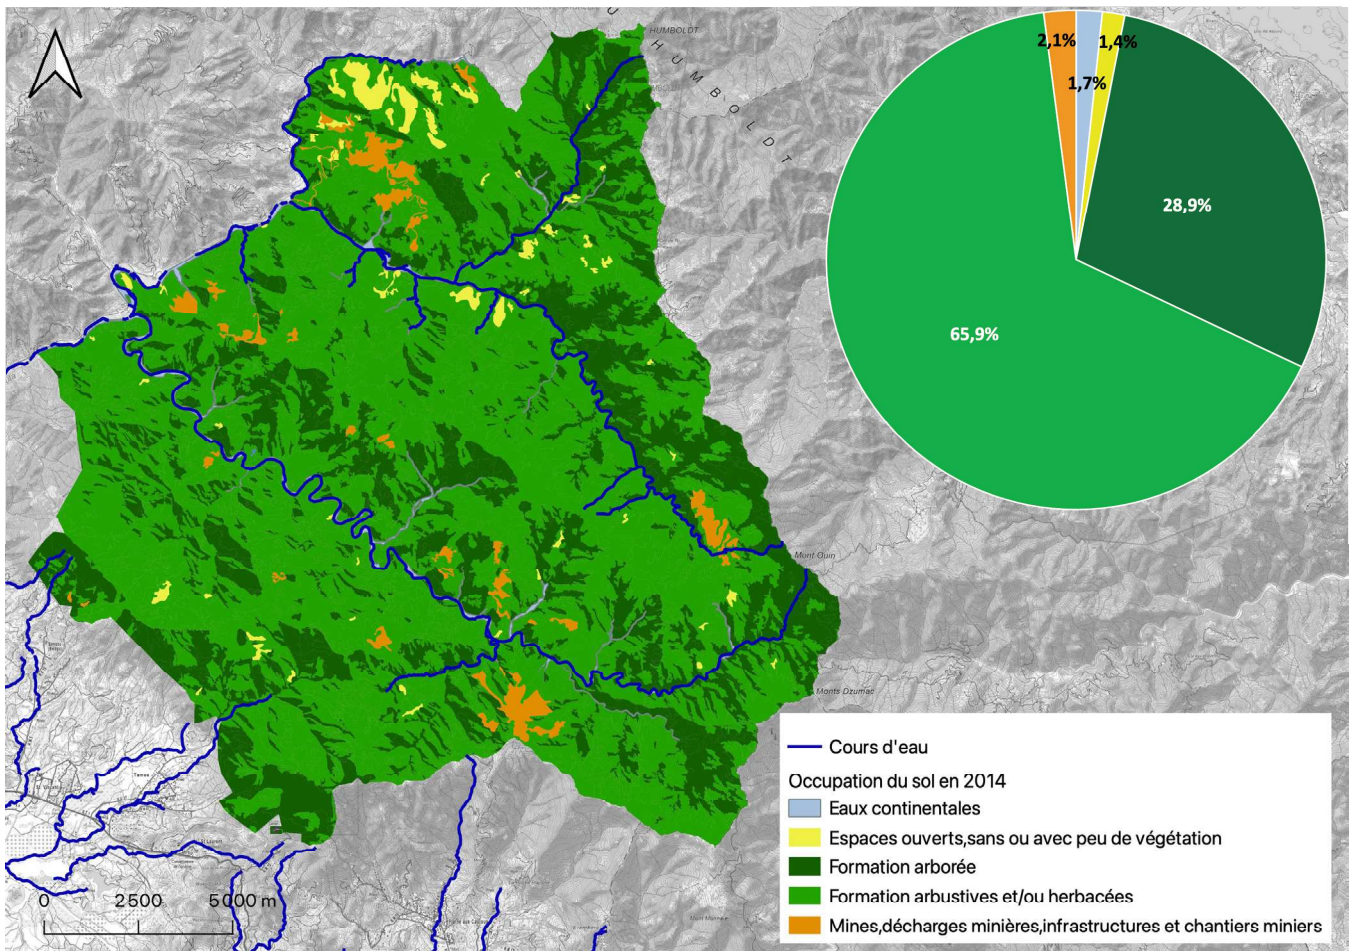 HUMBOLDT
HUMBOLDT
2,1%
1,4%
1,7%
28,9%
65,9%
Mont Ouin
Monts Dzumac
Cours d'eau
Occupation du sol en 2014
Eaux continentales
Espaces ouverts,sans ou avec peu de végétation
Formation arborée
Formation arbustives et/ou herbacées
Mines,décharges minières,infrastructures et chantiers miniers
0 2500 5000 m